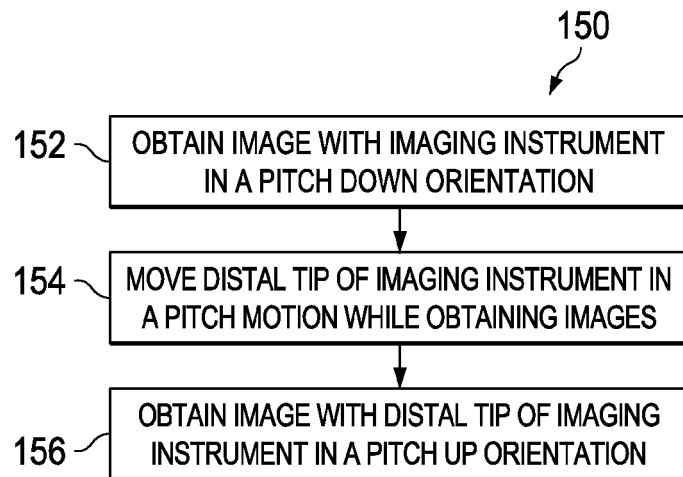 150
152
OBTAIN IMAGE WITH IMAGING INSTRUMENT
IN A PITCH DOWN ORIENTATION
154
MOVE DISTAL TIP OF IMAGING INSTRUMENT IN
A PITCH MOTION WHILE OBTAINING IMAGES
156
OBTAIN IMAGE WITH DISTAL TIP OF IMAGING
INSTRUMENT IN A PITCH UP ORIENTATION